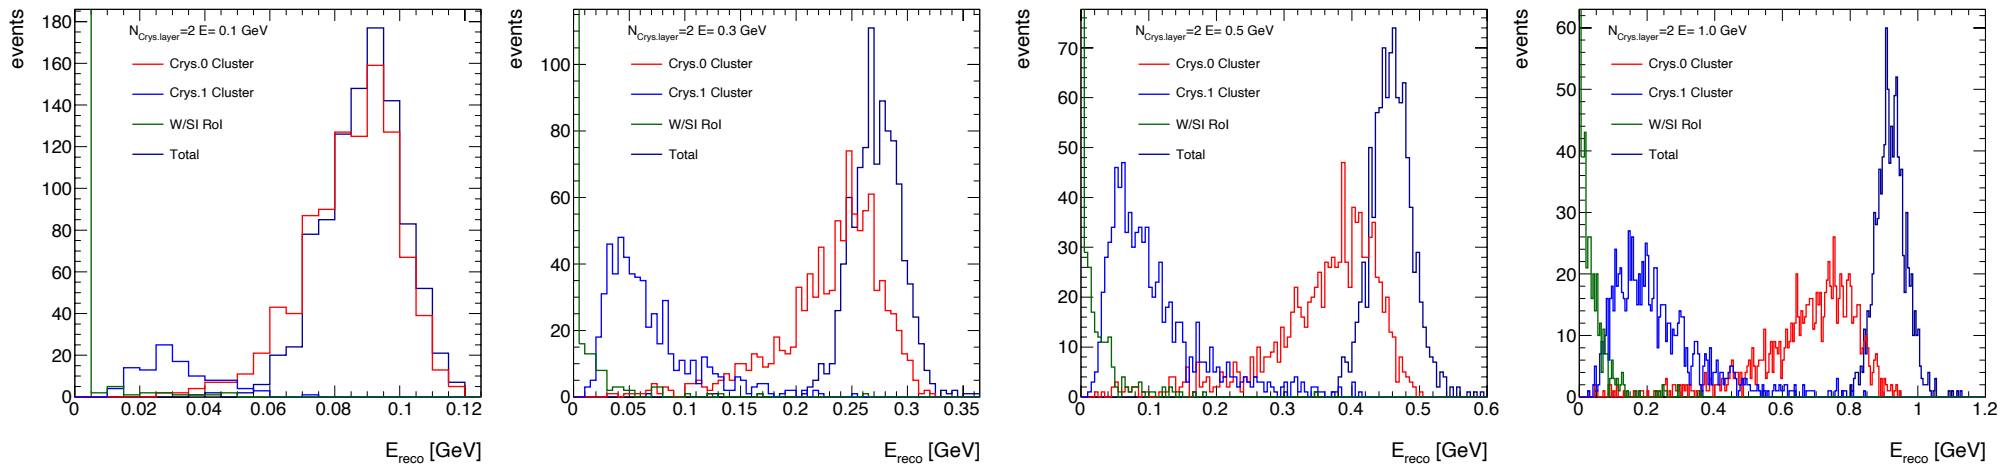 events
N_Crys.layer=2 E= 0.1 GeV
Crys.0 Cluster
Crys.1 Cluster
W/SI RoI
Total
180
160
140
120
100
80
60
40
20
0
0 0.02 0.04 0.06 0.08 0.1 0.12
E_reco [GeV]
events
N_Crys.layer=2 E= 0.3 GeV
Crys.0 Cluster
Crys.1 Cluster
W/SI RoI
Total
100
80
60
40
20
0
0 0.05 0.1 0.15 0.2 0.25 0.3 0.35
E_reco [GeV]
events
N_Crys.layer=2 E= 0.5 GeV
Crys.0 Cluster
Crys.1 Cluster
W/SI RoI
Total
70
60
50
40
30
20
10
0
0 0.1 0.2 0.3 0.4 0.5 0.6
E_reco [GeV]
events
N_Crys.layer=2 E= 1.0 GeV
Crys.0 Cluster
Crys.1 Cluster
W/SI RoI
Total
60
50
40
30
20
10
0
0 0.2 0.4 0.6 0.8 1 1.2
E_reco [GeV]